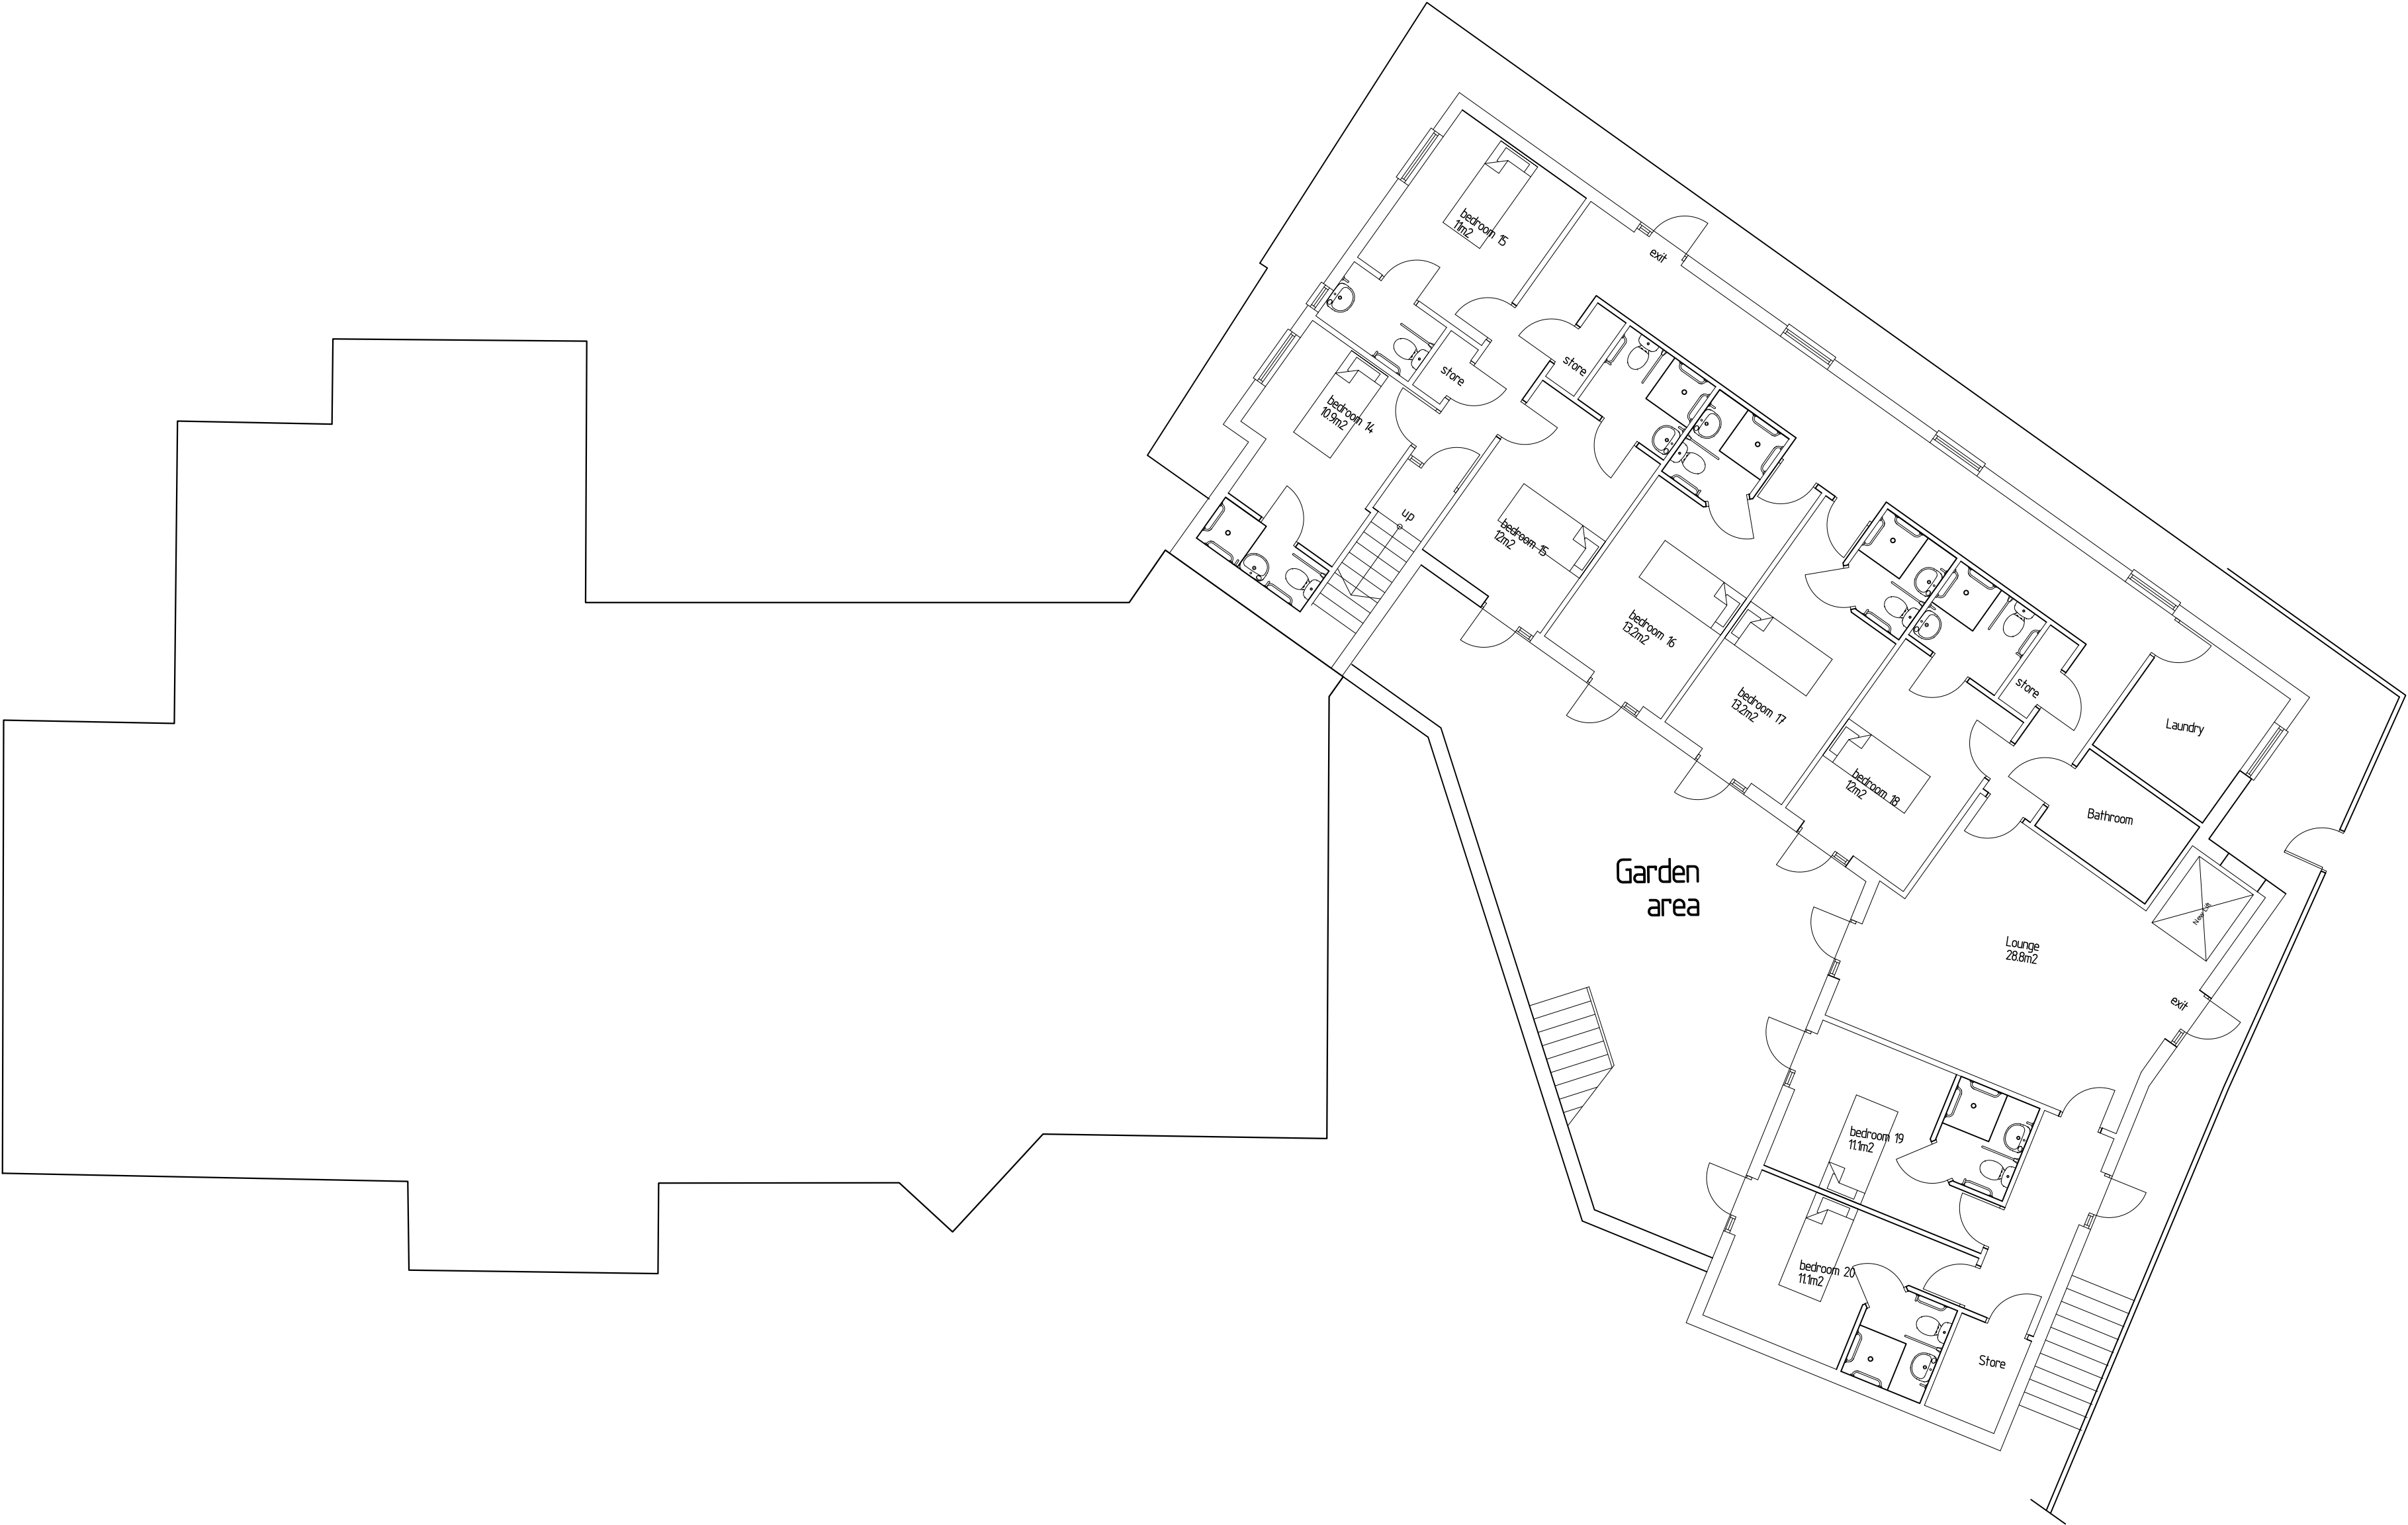 bedroom 15
11m2
exit
store
store
bedroom 14
10.9m2
up
bedroom 15
12m2
bedroom 16
13.2m2
bedroom 17
13.2m2
store
Laundry
bedroom 18
12m2
Bathroom
Garden
area
New Lift
Lounge
28.8m2
exit
bedroom 19
11.1m2
bedroom 20
11.1m2
Store